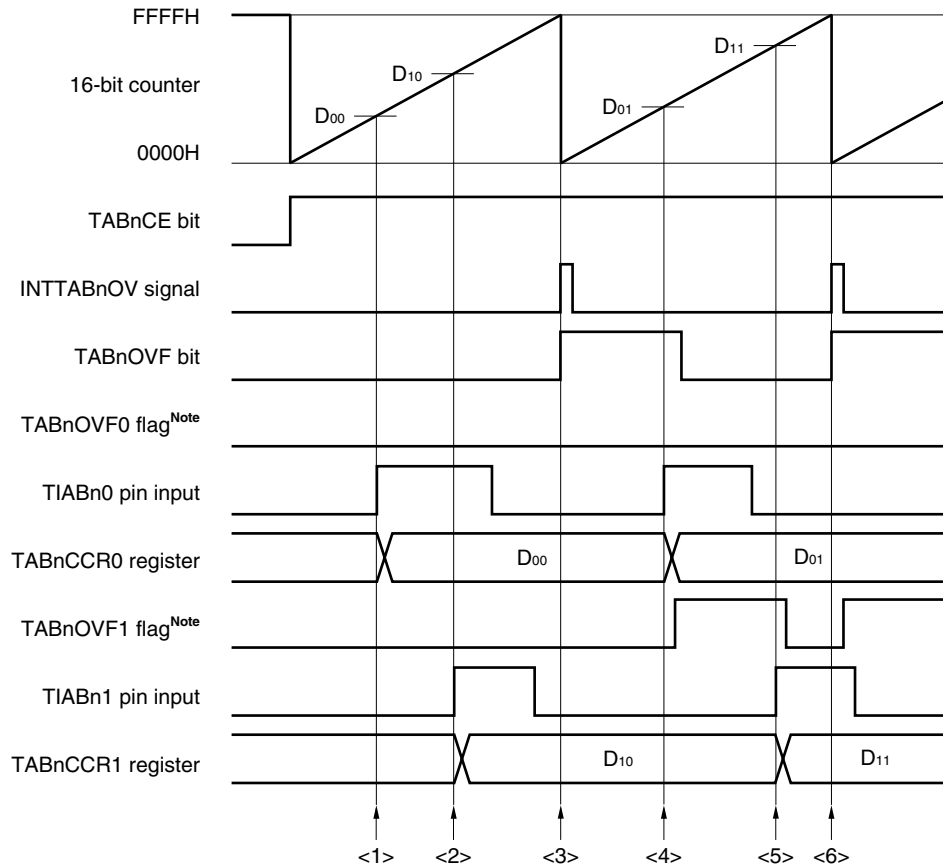 FFFFH
D11
D10
16-bit counter
D01
D00
0000H
TABnCE bit
INTTABnOV signal
TABnOVF bit
TABnOVF0 flagNote
TIABn0 pin input
TABnCCR0 register D00 D01
TABnOVF1 flagNote
TIABn1 pin input
TABnCCR1 register D10 D11
<1> <2> <3> <4> <5> <6>